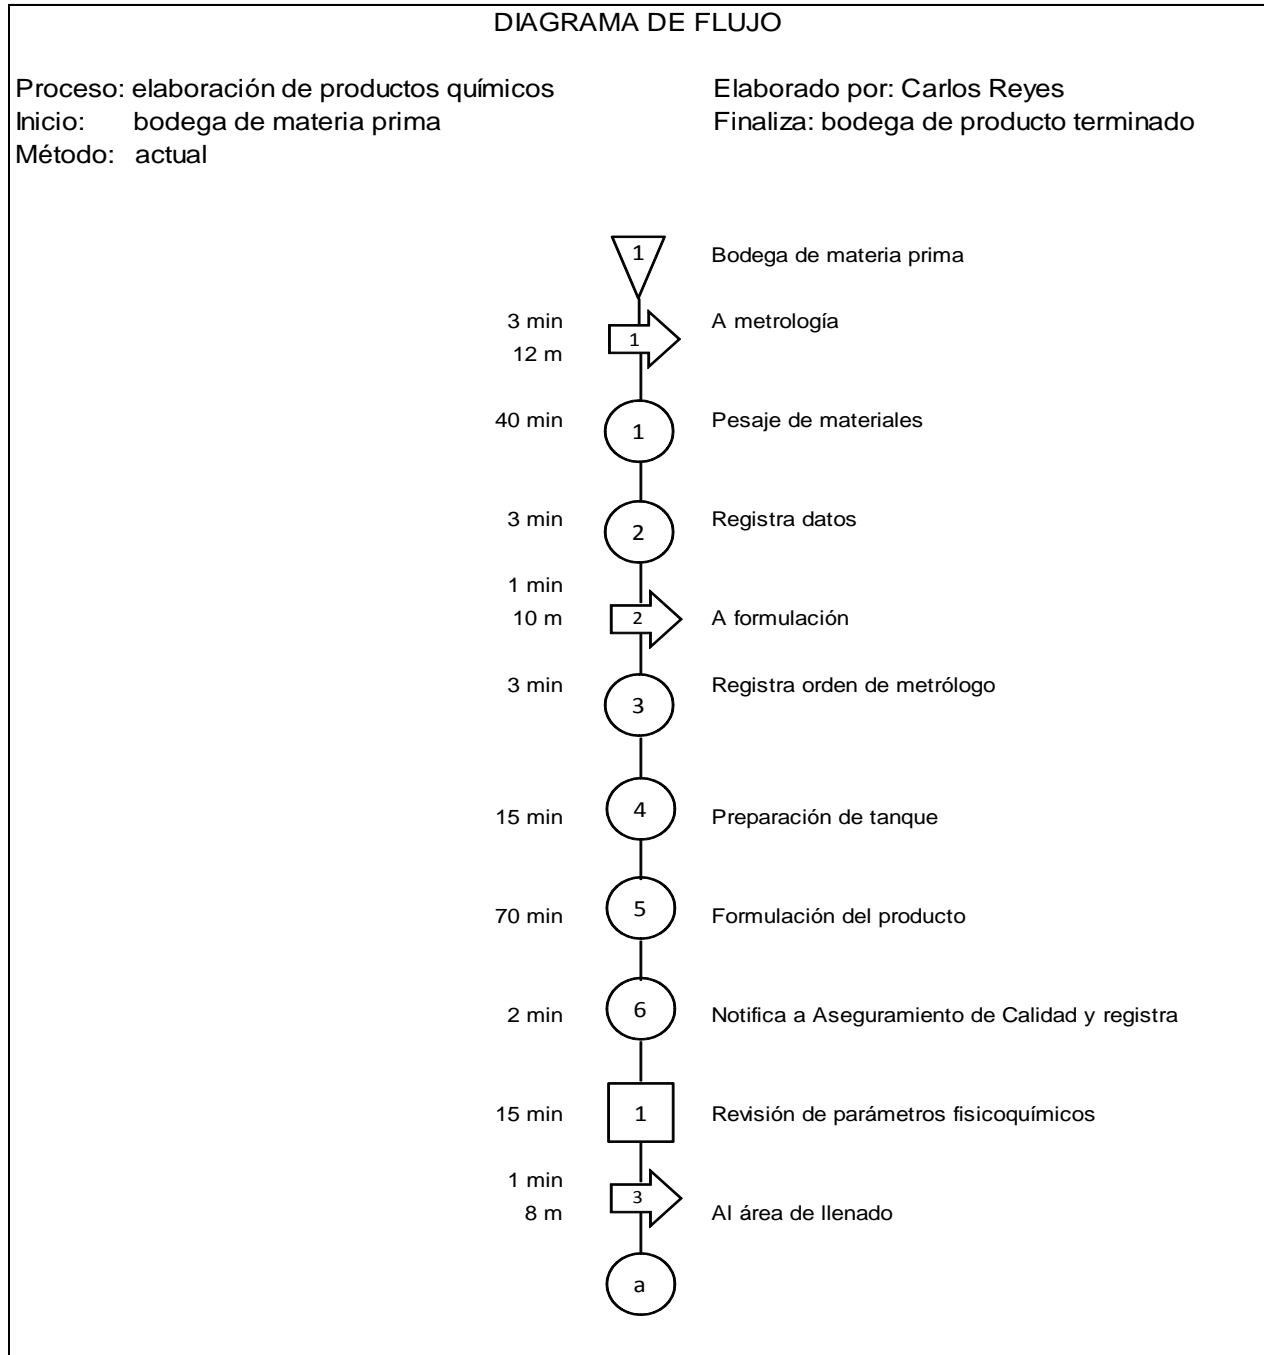 DIAGRAMA DE FLUJO
Proceso: elaboración de productos químicos Elaborado por: Carlos Reyes
Inicio: bodega de materia prima Finaliza: bodega de producto terminado
Método: actual
1 Bodega de materia prima
3 min A metrología
1
12 m
40 min 1 Pesaje de materiales
3 min 2 Registra datos
1 min
10 m 2 A formulación
3 min 3 Registra orden de metrólogo
15 min 4 Preparación de tanque
70 min 5 Formulación del producto
2 min 6 Notifica a Aseguramiento de Calidad y registra
15 min 1 Revisión de parámetros fisicoquímicos
1 min
3
8 m Al área de llenado
a